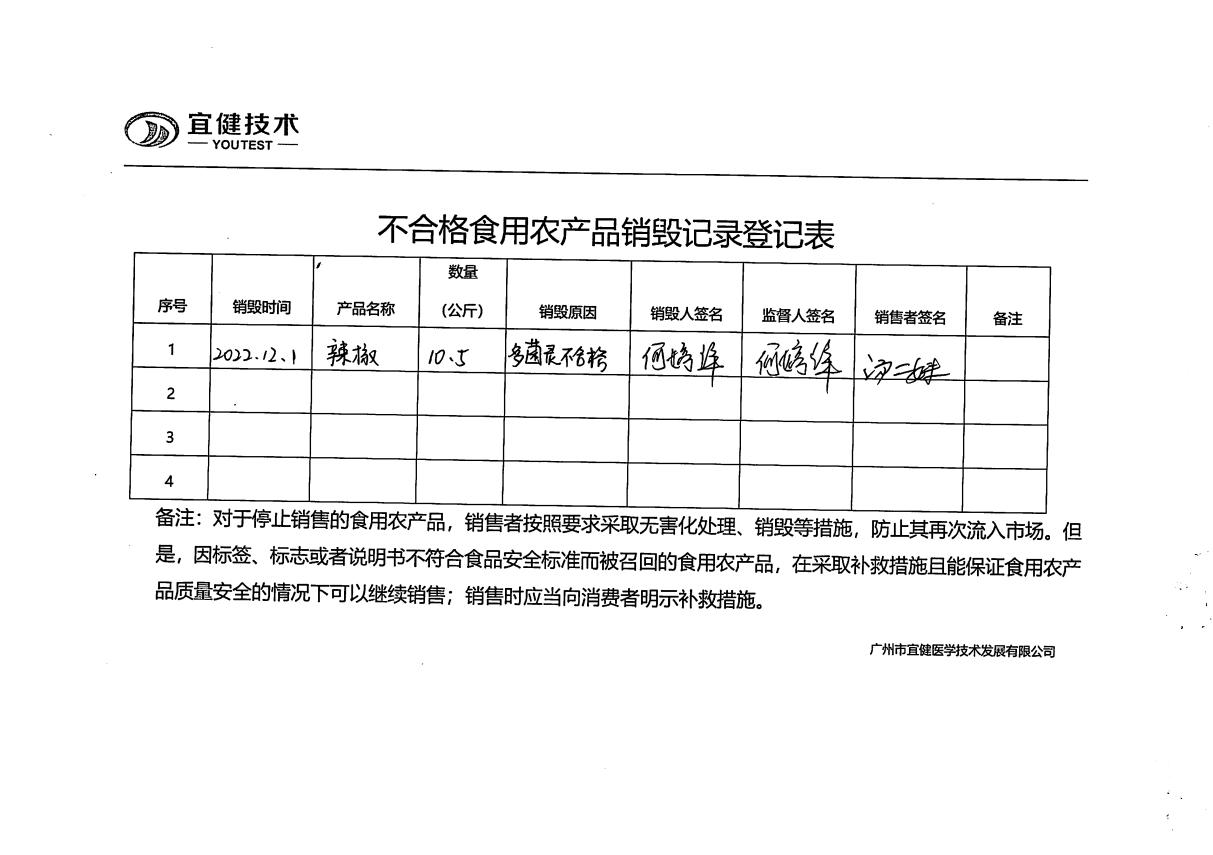 宜健技术
YOUTEST
不合格食用农产品销毁记录登记表
序号 销毁时间 产品名称 数量（公斤） 销毁原因 销毁人签名 监督人签名 销售者签名 备注
1 2022.12.1 辣椒 10.5 多菌灵不合格
2
3
4
备注：对于停止销售的食用农产品，销售者按照要求采取无害化处理、销毁等措施，防止其再次流入市场。但
是，因标签、标志或者说明书不符合食品安全标准而被召回的食用农产品，在采取补救措施且能保证食用农产
品质量安全的情况下可以继续销售；销售时应当向消费者明示补救措施。
广州市宜健医学技术发展有限公司